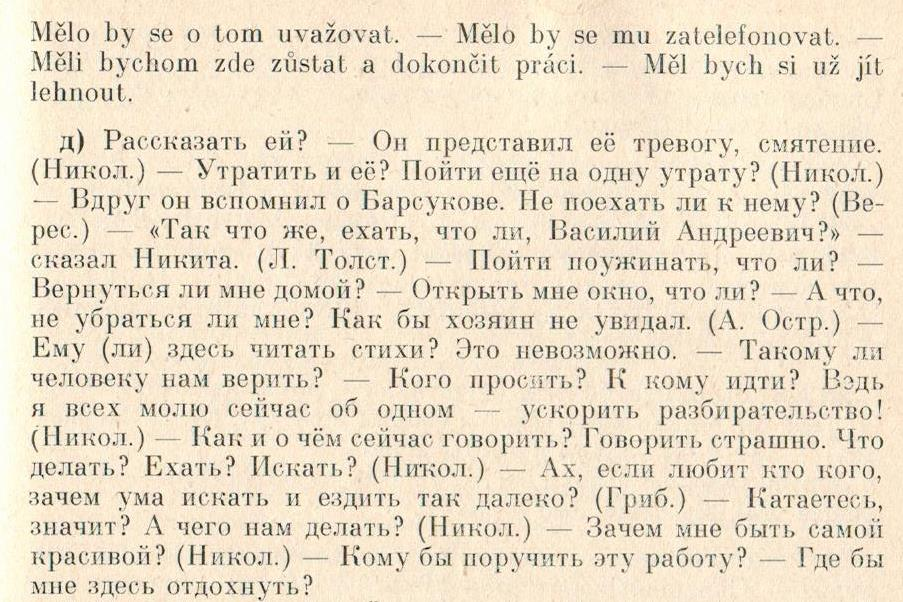 Mělo by se o tom uvažovat. — Mělo by se mu zatelefonovat. —
Měli bychom zde zůstat a dokončit práci. — Měl bych si už jít
lehnout.
д) Рассказать ей? — Он представил её тревогу, смятение.
(Никол.) — Утратить и её? Пойти ещё на одну утрату? (Никол.)
— Вдруг он вспомнил о Барсукове. Не поехать ли к нему? (Ве-
рес.) — «Так что же, ехать, что ли, Василий Андреевич?» —
сказал Никита. (Л. Толст.) — Пойти поужинать, что ли? —
Вернуться ли мне домой? — Открыть мне окно, что ли? — А что,
не убраться ли мне? Как бы хозяин не увидал. (А. Остр.) —
Ему (ли) здесь читать стихи? Это невозможно. — Такому ли
человеку нам верить? — Кого просить? К кому идти? Ведь
я всех молю сейчас об одном — ускорить разбирательство!
(Никол.) — Как и о чём сейчас говорить? Говорить страшно. Что
делать? Ехать? Искать? (Никол.) — Ах, если любит кто кого,
зачем ума искать и ездить так далеко? (Гриб.) — Катаетесь,
значит? А чего нам делать? (Никол.) — Зачем мне быть самой
красивой? (Никол.) — Кому бы поручить эту работу? — Где бы
мне здесь отдохнуть?